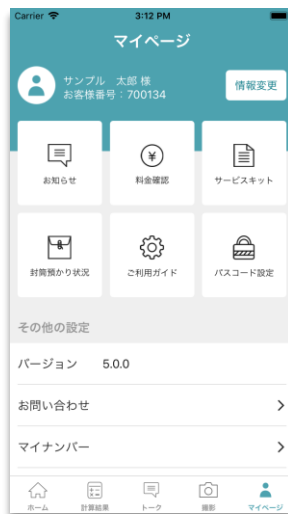 Carrier 3:12 PM
マイページ
サンプル 太郎 様
お客様番号：700134
情報変更
お知らせ
料金確認
サービスキット
封筒預かり状況
ご利用ガイド
パスコード設定
その他の設定
バージョン 5.0.0
お問い合わせ
マイナンバー
ホーム 計算結果 トーク 撮影 マイページ